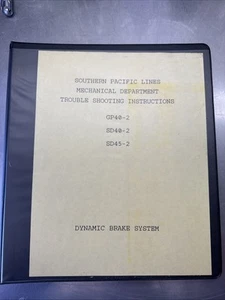 SOUTHERN PACIFIC LINES
MECHANICAL DEPARTMENT
TROUBLE SHOOTING INSTRUCTIONS
GP40-2
SD40-2
SD45-2
DYNAMIC BRAKE SYSTEM